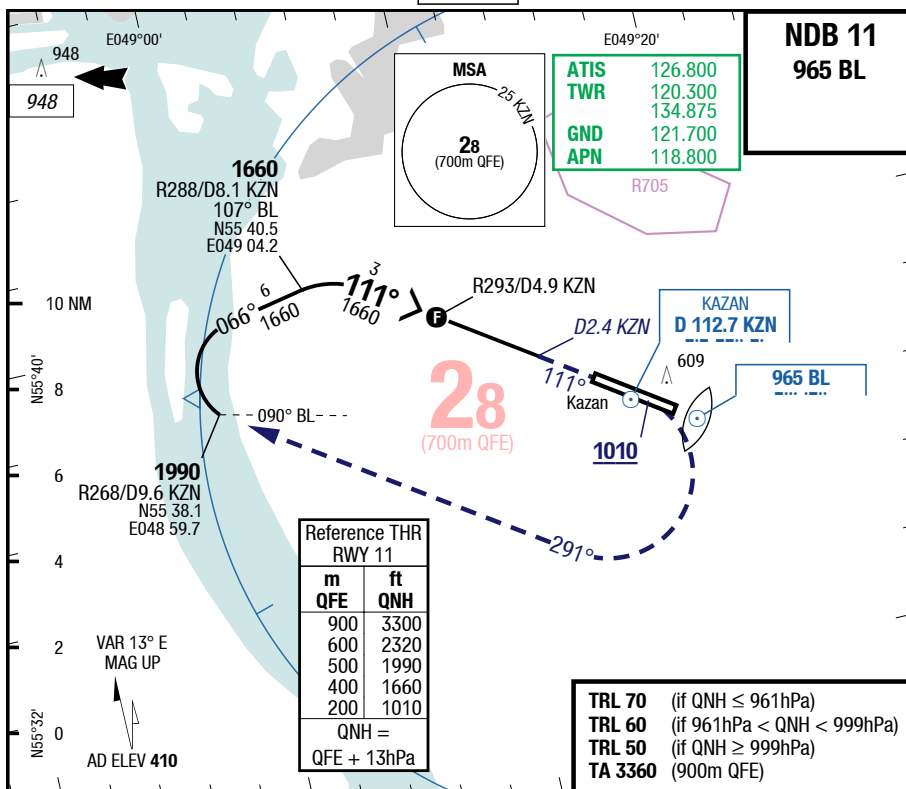 E049°00'
E049°20'
948
948
NDB 11
965 BL
MSA
25 KZN
28
(700m QFE)
ATIS 126.800
TWR 120.300
134.875
GND 121.700
APN 118.800
R705
1660
R288/D8.1 KZN
107° BL
N55 40.5
E049 04.2
10 NM
066° 6
1660
3
111°
1660
F
R293/D4.9 KZN
D2.4 KZN
KAZAN
D 112.7 KZN
609
N55°40'
8
111°
Kazan
965 BL
28
(700m QFE)
090° BL
1010
1990
R268/D9.6 KZN
N55 38.1
E048 59.7
6
291°
4
Reference THR
RWY 11
m ft
QFE QNH
900 3300
600 2320
500 1990
400 1660
200 1010
QNH =
QFE + 13hPa
2
VAR 13° E
MAG UP
N55°32'
0
AD ELEV 410
TRL 70 (if QNH ≤ 961hPa)
TRL 60 (if 961hPa < QNH < 999hPa)
TRL 50 (if QNH ≥ 999hPa)
TA 3360 (900m QFE)